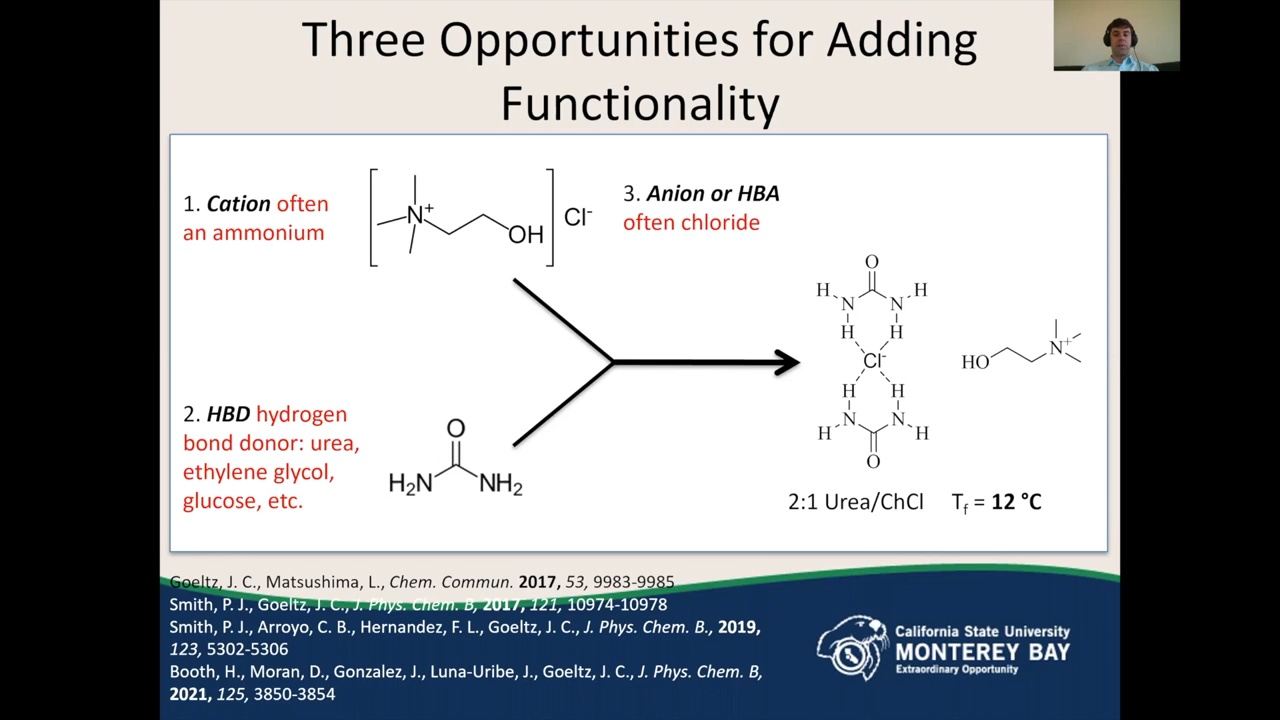 Three Opportunities for Adding
Functionality
1. Cation often
an ammonium
N+
OH
Cl-
3. Anion or HBA
often chloride
2. HBD hydrogen
bond donor: urea,
ethylene glycol,
glucose, etc.
O
H2N
NH2
O
H
N
N
H
H
H
Cl-
H
H
N
N
H
H
O
HO
N+
2:1 Urea/ChCl
Tf = 12 °C
Goeltz, J. C., Matsushima, L., Chem. Commun. 2017, 53, 9983-9985
Smith, P. J., Goeltz, J. C., J. Phys. Chem. B, 2017, 121, 10974-10978
Smith, P. J., Arroyo, C. B., Hernandez, F. L., Goeltz, J. C., J. Phys. Chem. B., 2019,
123, 5302-5306
Booth, H., Moran, D., Gonzalez, J., Luna-Uribe, J., Goeltz, J. C., J. Phys. Chem. B,
2021, 125, 3850-3854
California State University
MONTEREY BAY
Extraordinary Opportunity